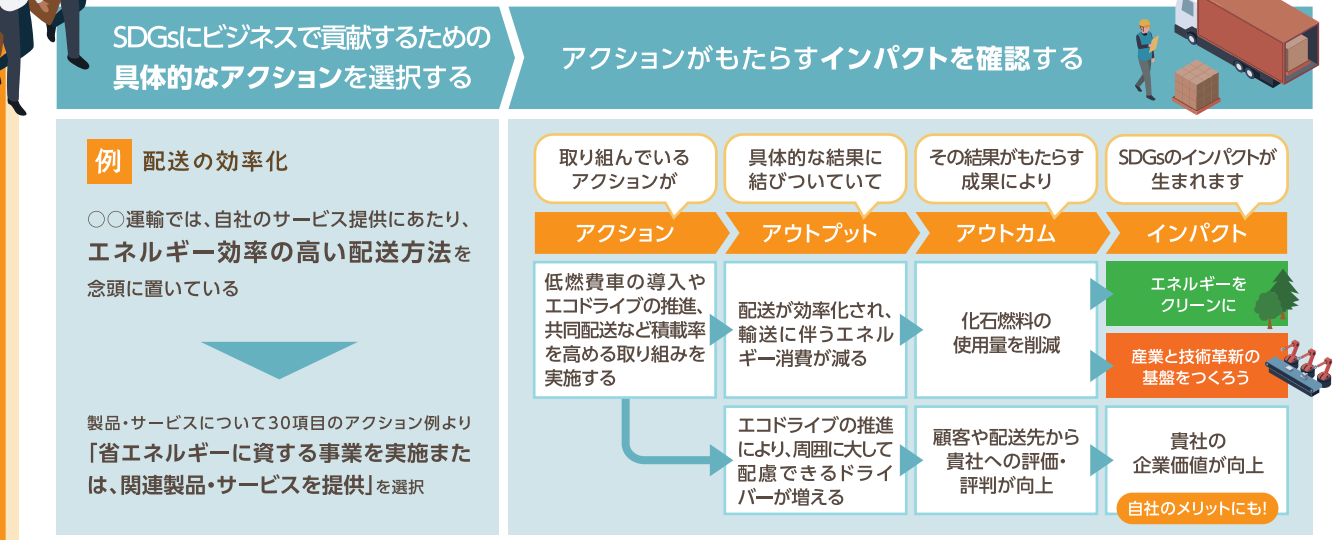 SDGsにビジネスで貢献するための
具体的なアクションを選択する
アクションがもたらすインパクトを確認する
例 配送の効率化
〇〇運輸では、自社のサービス提供にあたり、
エネルギー効率の高い配送方法を
念頭に置いている
製品・サービスについて30項目のアクション例より
「省エネルギーに資する事業を実施また
は、関連製品・サービスを提供」を選択
取り組んでいる
アクションが
具体的な結果に
結びついていて
その結果がもたらす
成果により
SDGsのインパクトが
生まれます
アクション
アウトプット
アウトカム
インパクト
低燃費車の導入や
エコドライブの推進、
共同配送など積載率
を高める取り組みを
実施する
配送が効率化され、
輸送に伴うエネル
ギー消費が減る
化石燃料の
使用量を削減
エネルギーを
クリーンに
産業と技術革新の
基盤をつくろう
エコドライブの推進
により、周囲に大して
配慮できるドライ
バーが増える
顧客や配送先から
貴社への評価・
評判が向上
貴社の
企業価値が向上
自社のメリットにも!